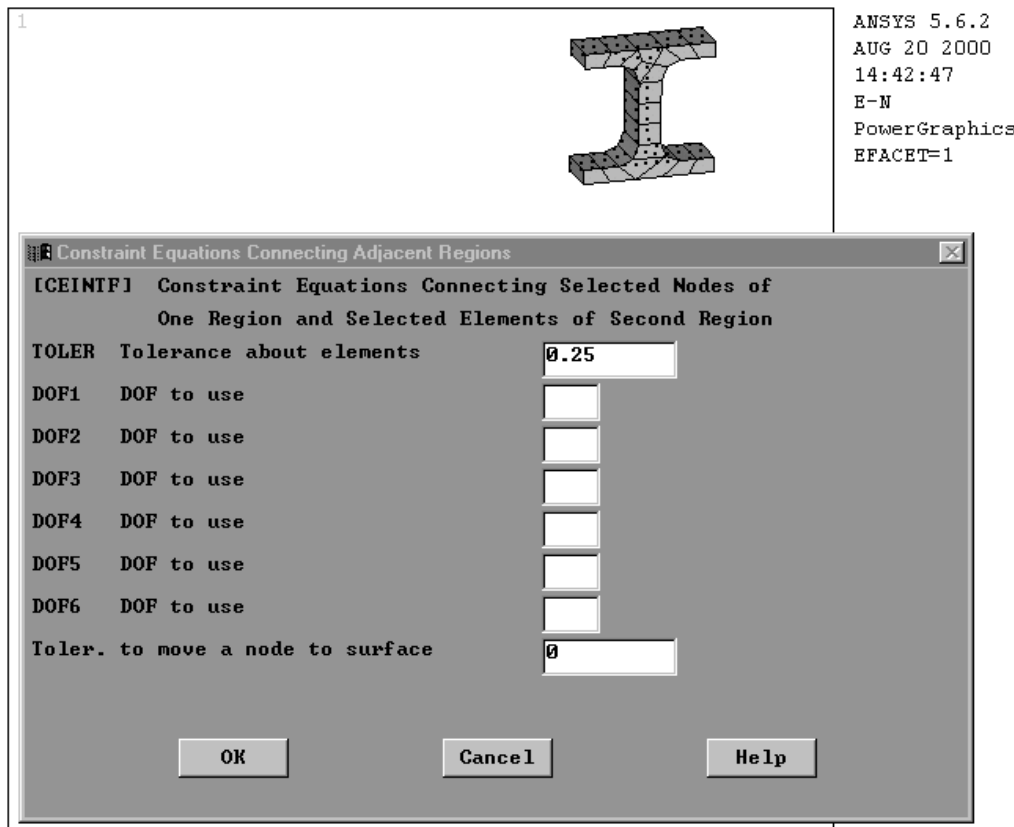 1
ANSYS 5.6.2
AUG 20 2000
14:42:47
E-N
PowerGraphics
EFACET=1
Constraint Equations Connecting Adjacent Regions
[CEINTF] Constraint Equations Connecting Selected Nodes of
One Region and Selected Elements of Second Region
TOLER Tolerance about elements 0.25
DOF1 DOF to use
DOF2 DOF to use
DOF3 DOF to use
DOF4 DOF to use
DOF5 DOF to use
DOF6 DOF to use
Toler. to move a node to surface 0
OK Cancel Help